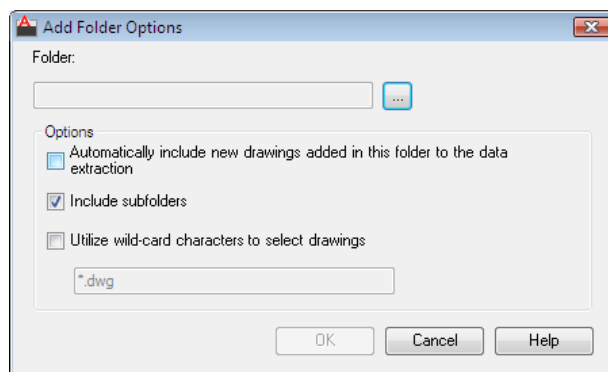 Add Folder Options
Folder:
...
Options
Automatically include new drawings added in this folder to the data
extraction
Include subfolders
Utilize wild-card characters to select drawings
*.dwg
OK
Cancel
Help